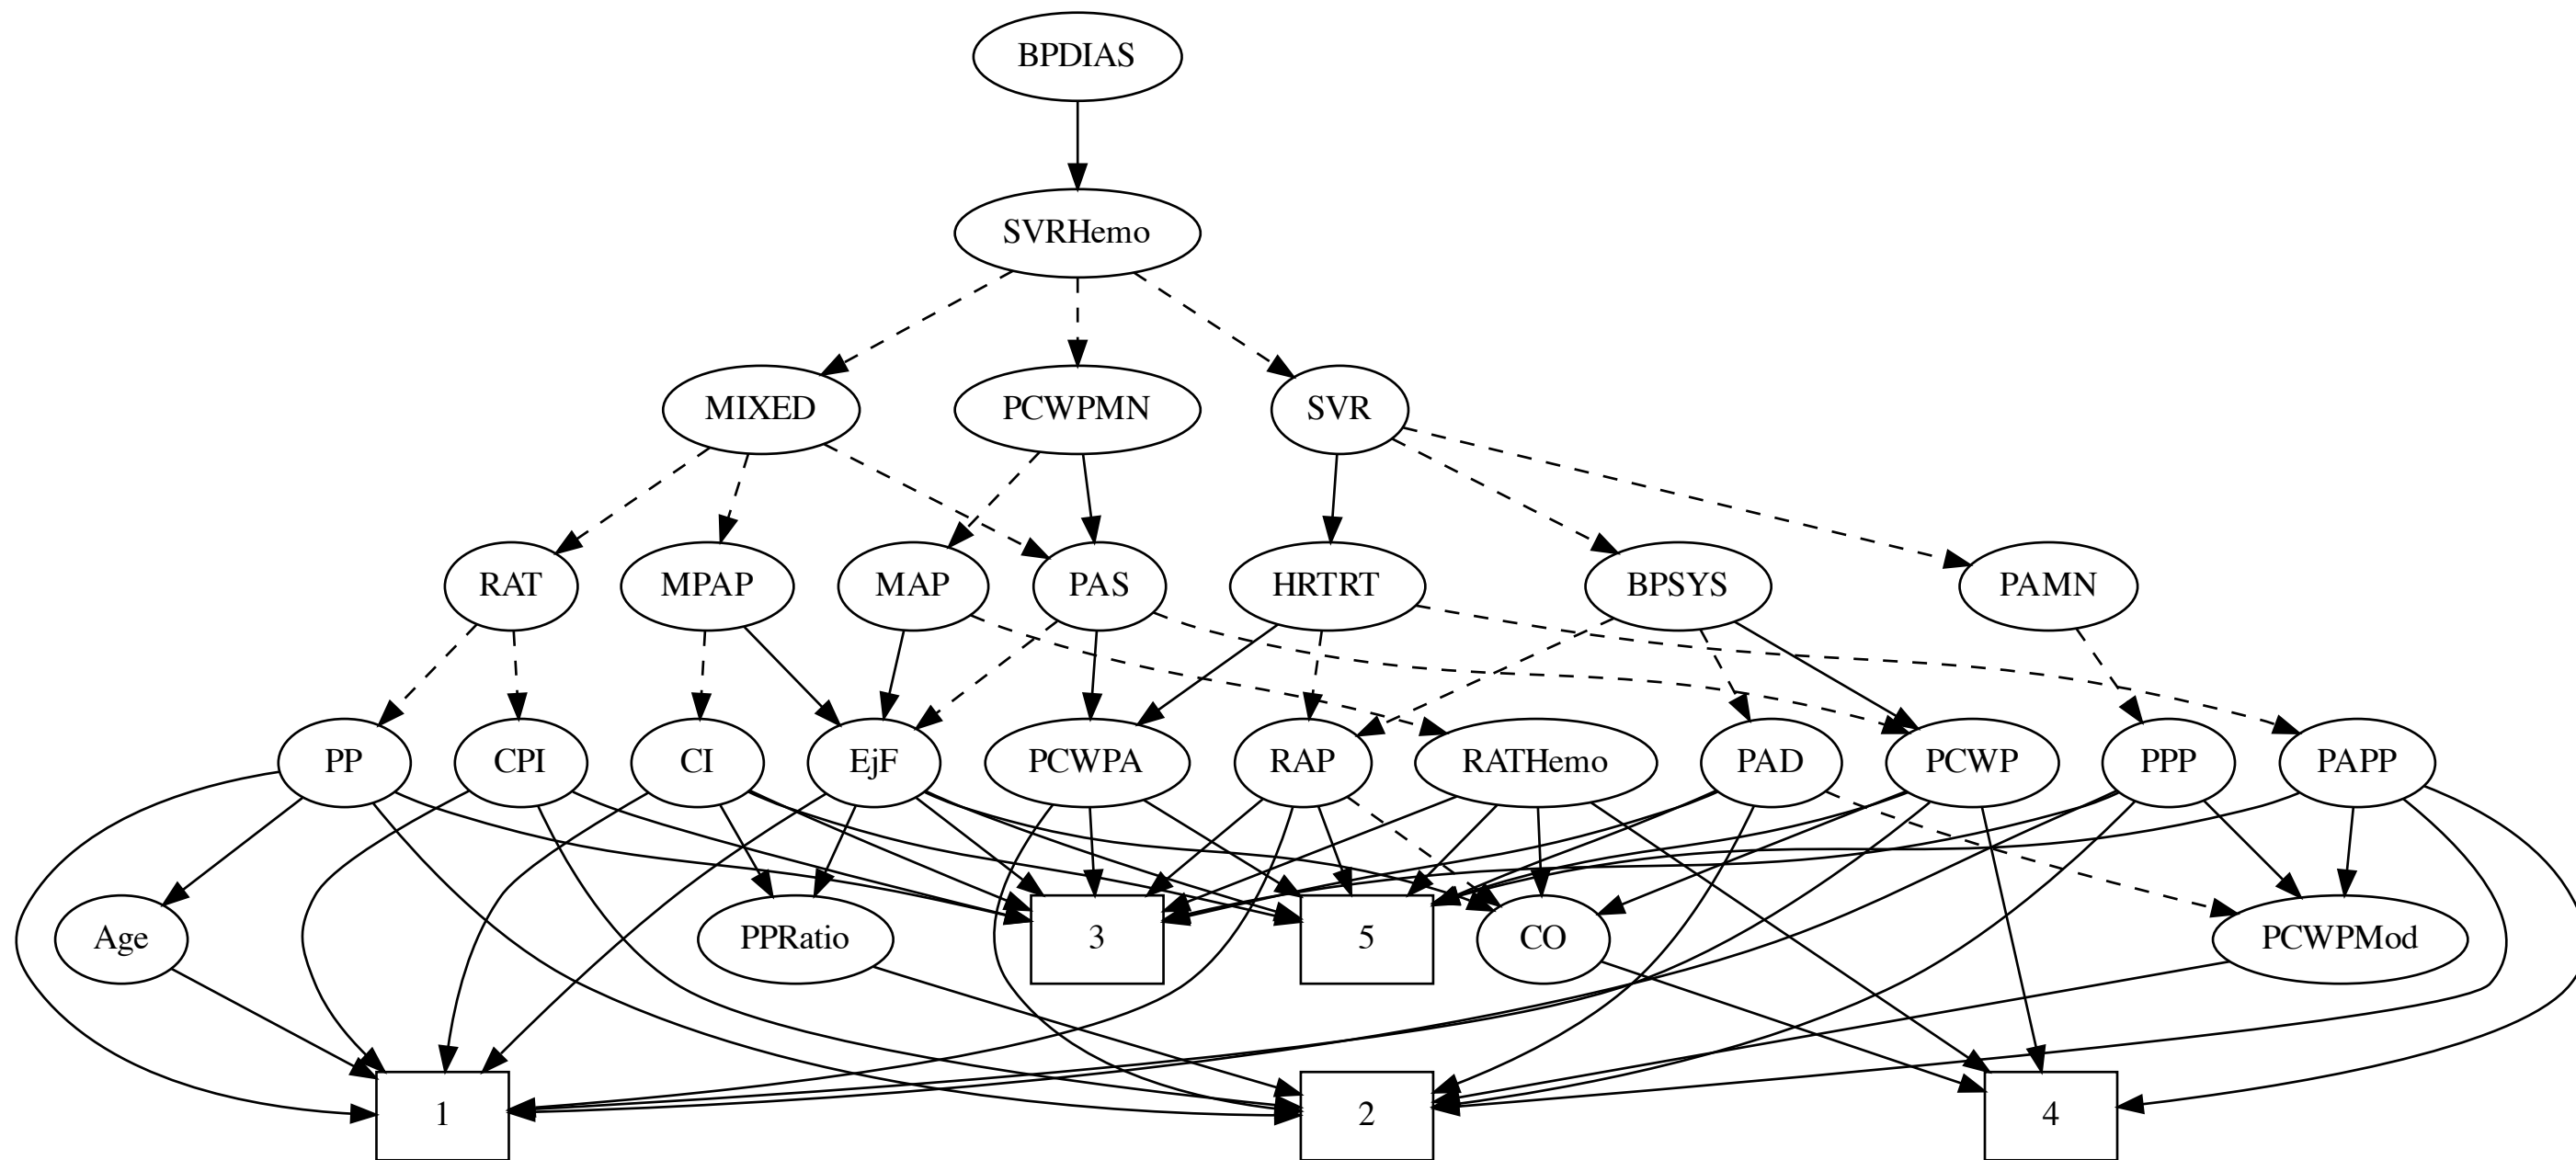 BPDIAS
SVRHemo
MIXED
PCWPMN
SVR
RAT
MPAP
MAP
PAS
HRTRT
BPSYS
PAMN
PP
CPI
CI
EjF
PCWPA
RAP
RATHemo
PAD
PCWP
PPP
PAPP
Age
PPRatio
3
5
CO
PCWPMod
1
2
4